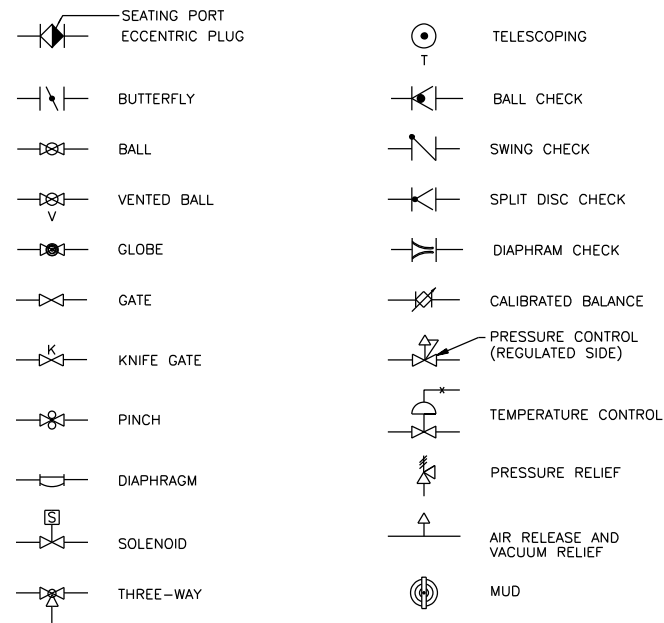 SEATING PORT
ECCENTRIC PLUG
BUTTERFLY
BALL
VENTED BALL
V
GLOBE
GATE
K
KNIFE GATE
PINCH
DIAPHRAGM
S
SOLENOID
THREE-WAY
TELESCOPING
T
BALL CHECK
SWING CHECK
SPLIT DISC CHECK
DIAPHRAM CHECK
CALIBRATED BALANCE
PRESSURE CONTROL
(REGULATED SIDE)
x
TEMPERATURE CONTROL
PRESSURE RELIEF
AIR RELEASE AND
VACUUM RELIEF
MUD